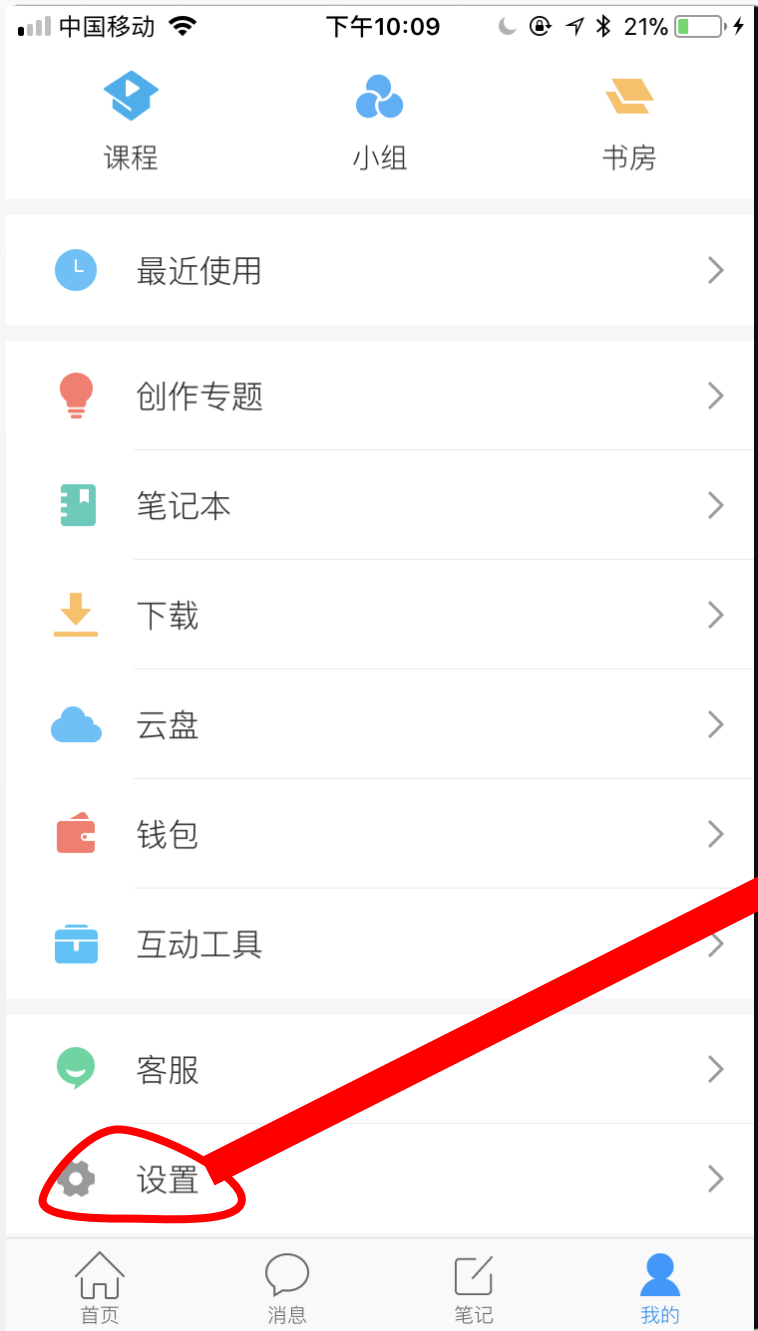 中国移动 下午10:09 21%
课程 小组 书房
最近使用
创作专题
笔记本
下载
云盘
钱包
互动工具
客服
设置
首页 消息 笔记 我的